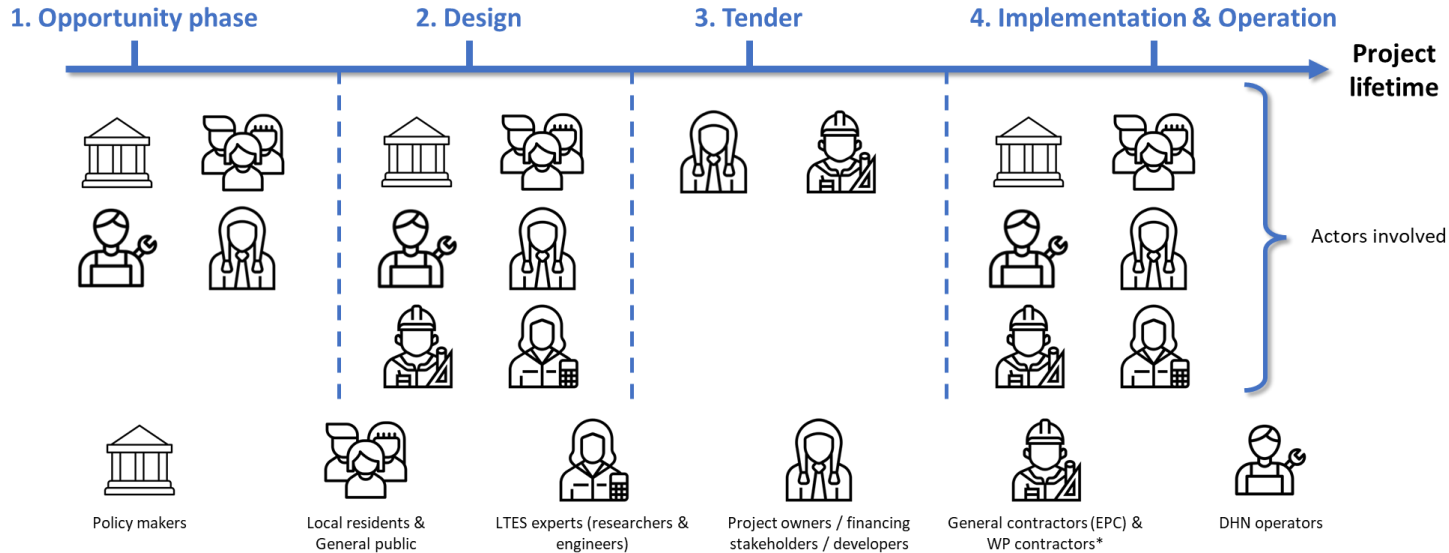 1. Opportunity phase
2. Design
3. Tender
4. Implementation & Operation
Project
lifetime
Actors involved
Policy makers
Local residents &
General public
LTES experts (researchers &
engineers)
Project owners / financing
stakeholders / developers
General contractors (EPC) &
WP contractors*
DHN operators